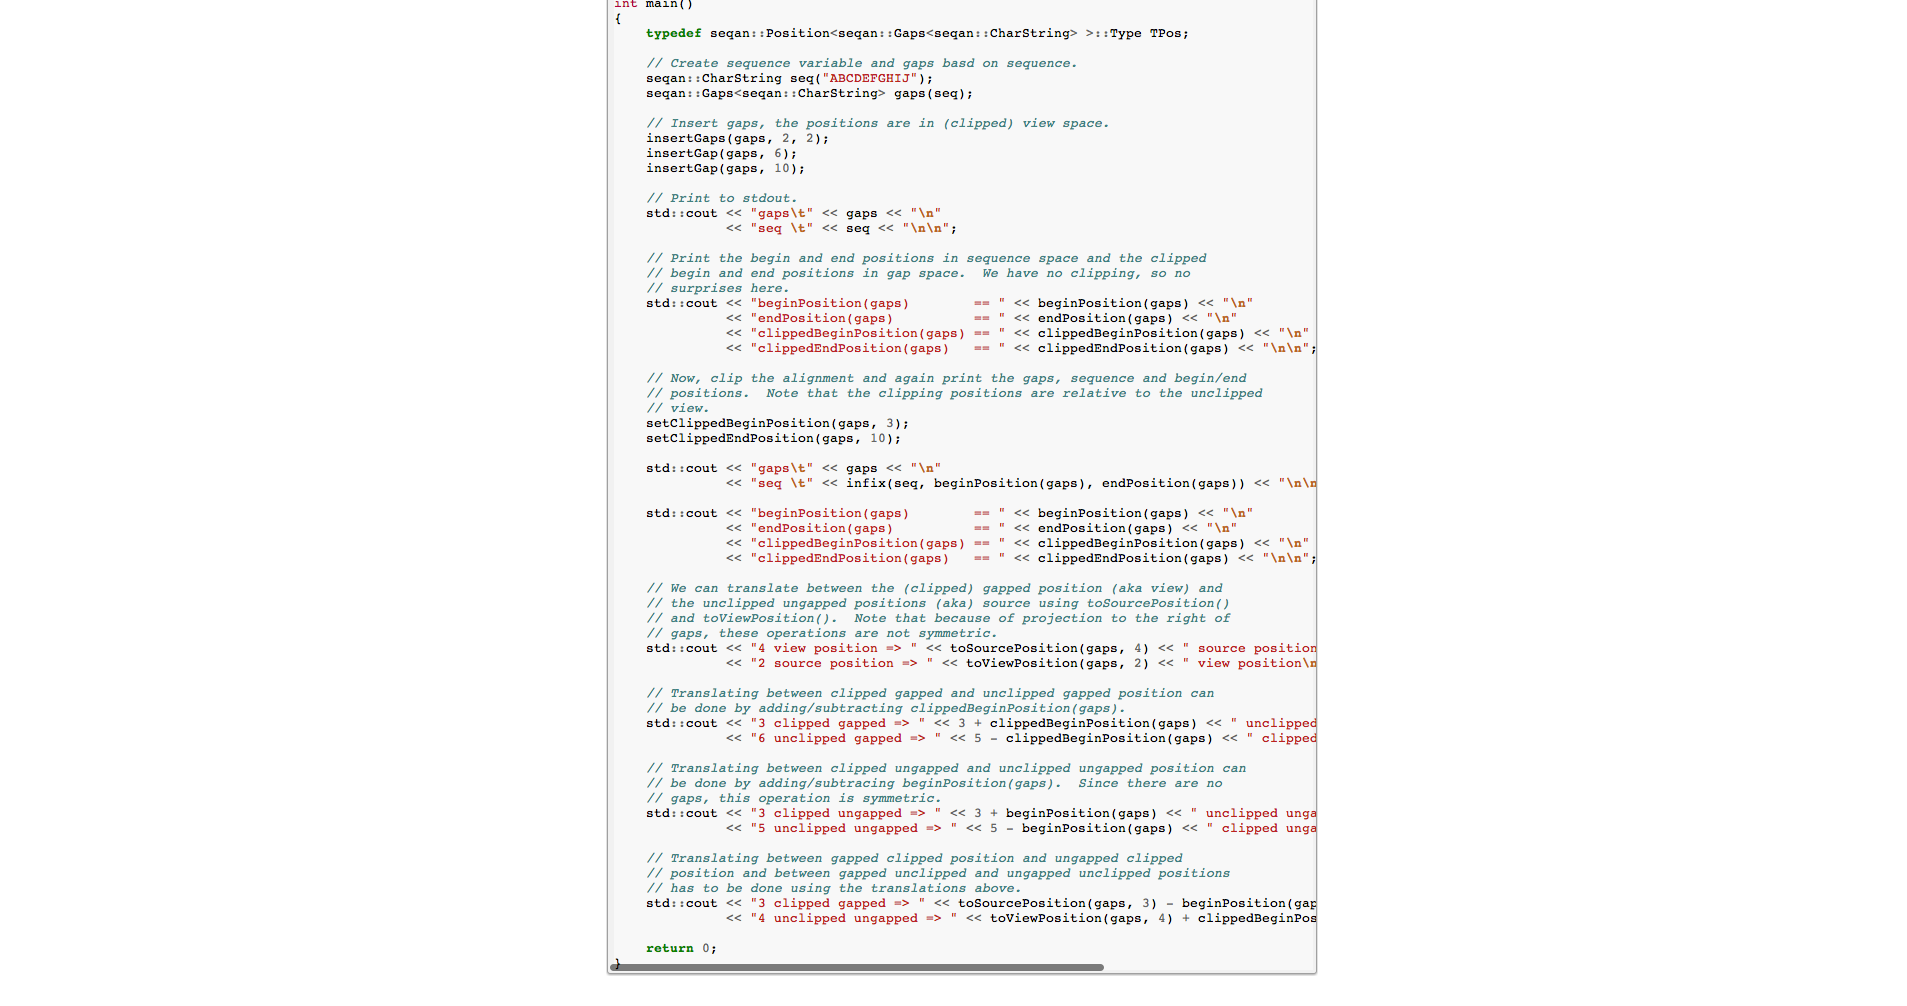 int main()
{
    typedef seqan::Position<seqan::Gaps<seqan::CharString> >::Type TPos;

    // Create sequence variable and gaps basd on sequence.
    seqan::CharString seq("ABCDEFGHIJ");
    seqan::Gaps<seqan::CharString> gaps(seq);

    // Insert gaps, the positions are in (clipped) view space.
    insertGaps(gaps, 2, 2);
    insertGap(gaps, 6);
    insertGap(gaps, 10);

    // Print to stdout.
    std::cout << "gaps\t" << gaps << "\n"
              << "seq \t" << seq << "\n\n";

    // Print the begin and end positions in sequence space and the clipped
    // begin and end positions in gap space.  We have no clipping, so no
    // surprises here.
    std::cout << "beginPosition(gaps)        == " << beginPosition(gaps) << "\n"
              << "endPosition(gaps)          == " << endPosition(gaps) << "\n"
              << "clippedBeginPosition(gaps) == " << clippedBeginPosition(gaps) << "\n"
              << "clippedEndPosition(gaps)   == " << clippedEndPosition(gaps) << "\n\n";

    // Now, clip the alignment and again print the gaps, sequence and begin/end
    // positions.  Note that the clipping positions are relative to the unclipped
    // view.
    setClippedBeginPosition(gaps, 3);
    setClippedEndPosition(gaps, 10);

    std::cout << "gaps\t" << gaps << "\n"
              << "seq \t" << infix(seq, beginPosition(gaps), endPosition(gaps)) << "\n\n

    std::cout << "beginPosition(gaps)        == " << beginPosition(gaps) << "\n"
              << "endPosition(gaps)          == " << endPosition(gaps) << "\n"
              << "clippedBeginPosition(gaps) == " << clippedBeginPosition(gaps) << "\n"
              << "clippedEndPosition(gaps)   == " << clippedEndPosition(gaps) << "\n\n";

    // We can translate between the (clipped) gapped position (aka view) and
    // the unclipped ungapped positions (aka) source using toSourcePosition()
    // and toViewPosition().  Note that because of projection to the right of
    // gaps, these operations are not symmetric.
    std::cout << "4 view position => " << toSourcePosition(gaps, 4) << " source position
              << "2 source position => " << toViewPosition(gaps, 2) << " view position\n

    // Translating between clipped gapped and unclipped gapped position can
    // be done by adding/subtracting clippedBeginPosition(gaps).
    std::cout << "3 clipped gapped => " << 3 + clippedBeginPosition(gaps) << " unclipped
              << "6 unclipped gapped => " << 5 - clippedBeginPosition(gaps) << " clipped

    // Translating between clipped ungapped and unclipped ungapped position can
    // be done by adding/subtracing beginPosition(gaps).  Since there are no
    // gaps, this operation is symmetric.
    std::cout << "3 clipped ungapped => " << 3 + beginPosition(gaps) << " unclipped unga
              << "5 unclipped ungapped => " << 5 - beginPosition(gaps) << " clipped unga

    // Translating between gapped clipped position and ungapped clipped
    // position and between gapped unclipped and ungapped unclipped positions
    // has to be done using the translations above.
    std::cout << "3 clipped gapped => " << toSourcePosition(gaps, 3) - beginPosition(gap
              << "4 unclipped ungapped => " << toViewPosition(gaps, 4) + clippedBeginPos

    return 0;
}